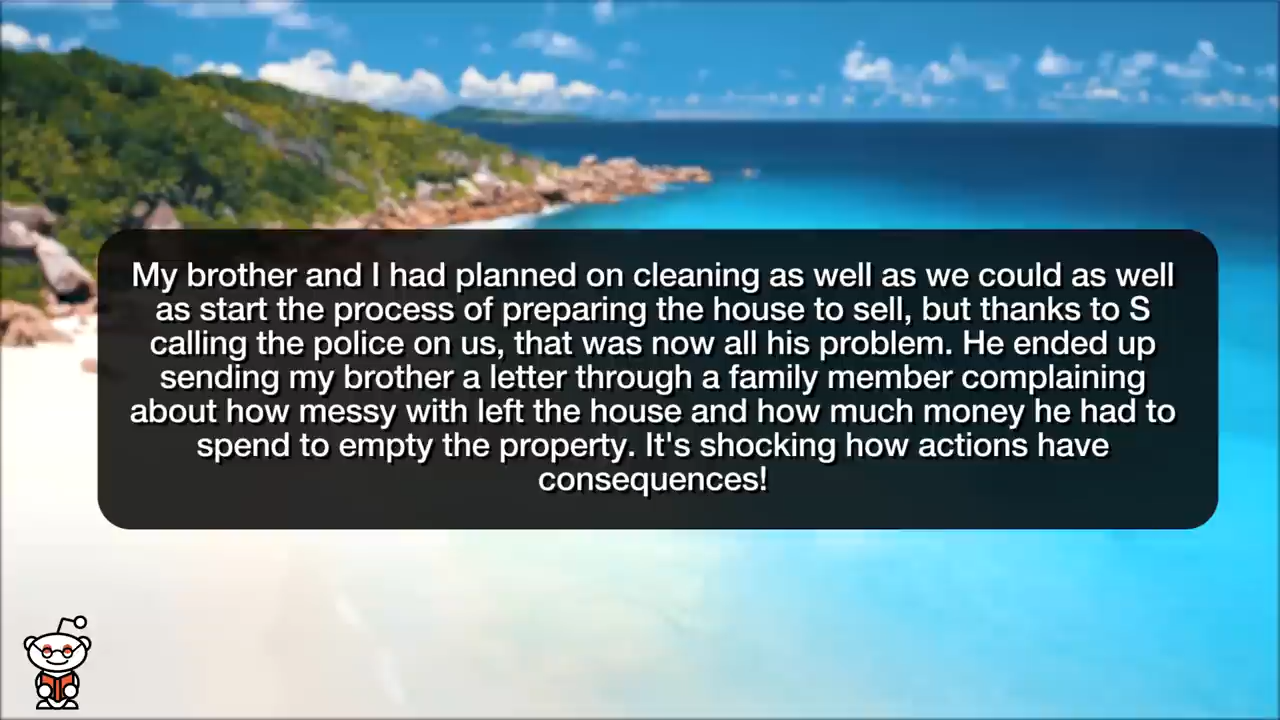 My brother and I had planned on cleaning as well as we could as well
as start the process of preparing the house to sell, but thanks to S
calling the police on us, that was now all his problem. He ended up
sending my brother a letter through a family member complaining
about how messy with left the house and how much money he had to
spend to empty the property. It's shocking how actions have
consequences!